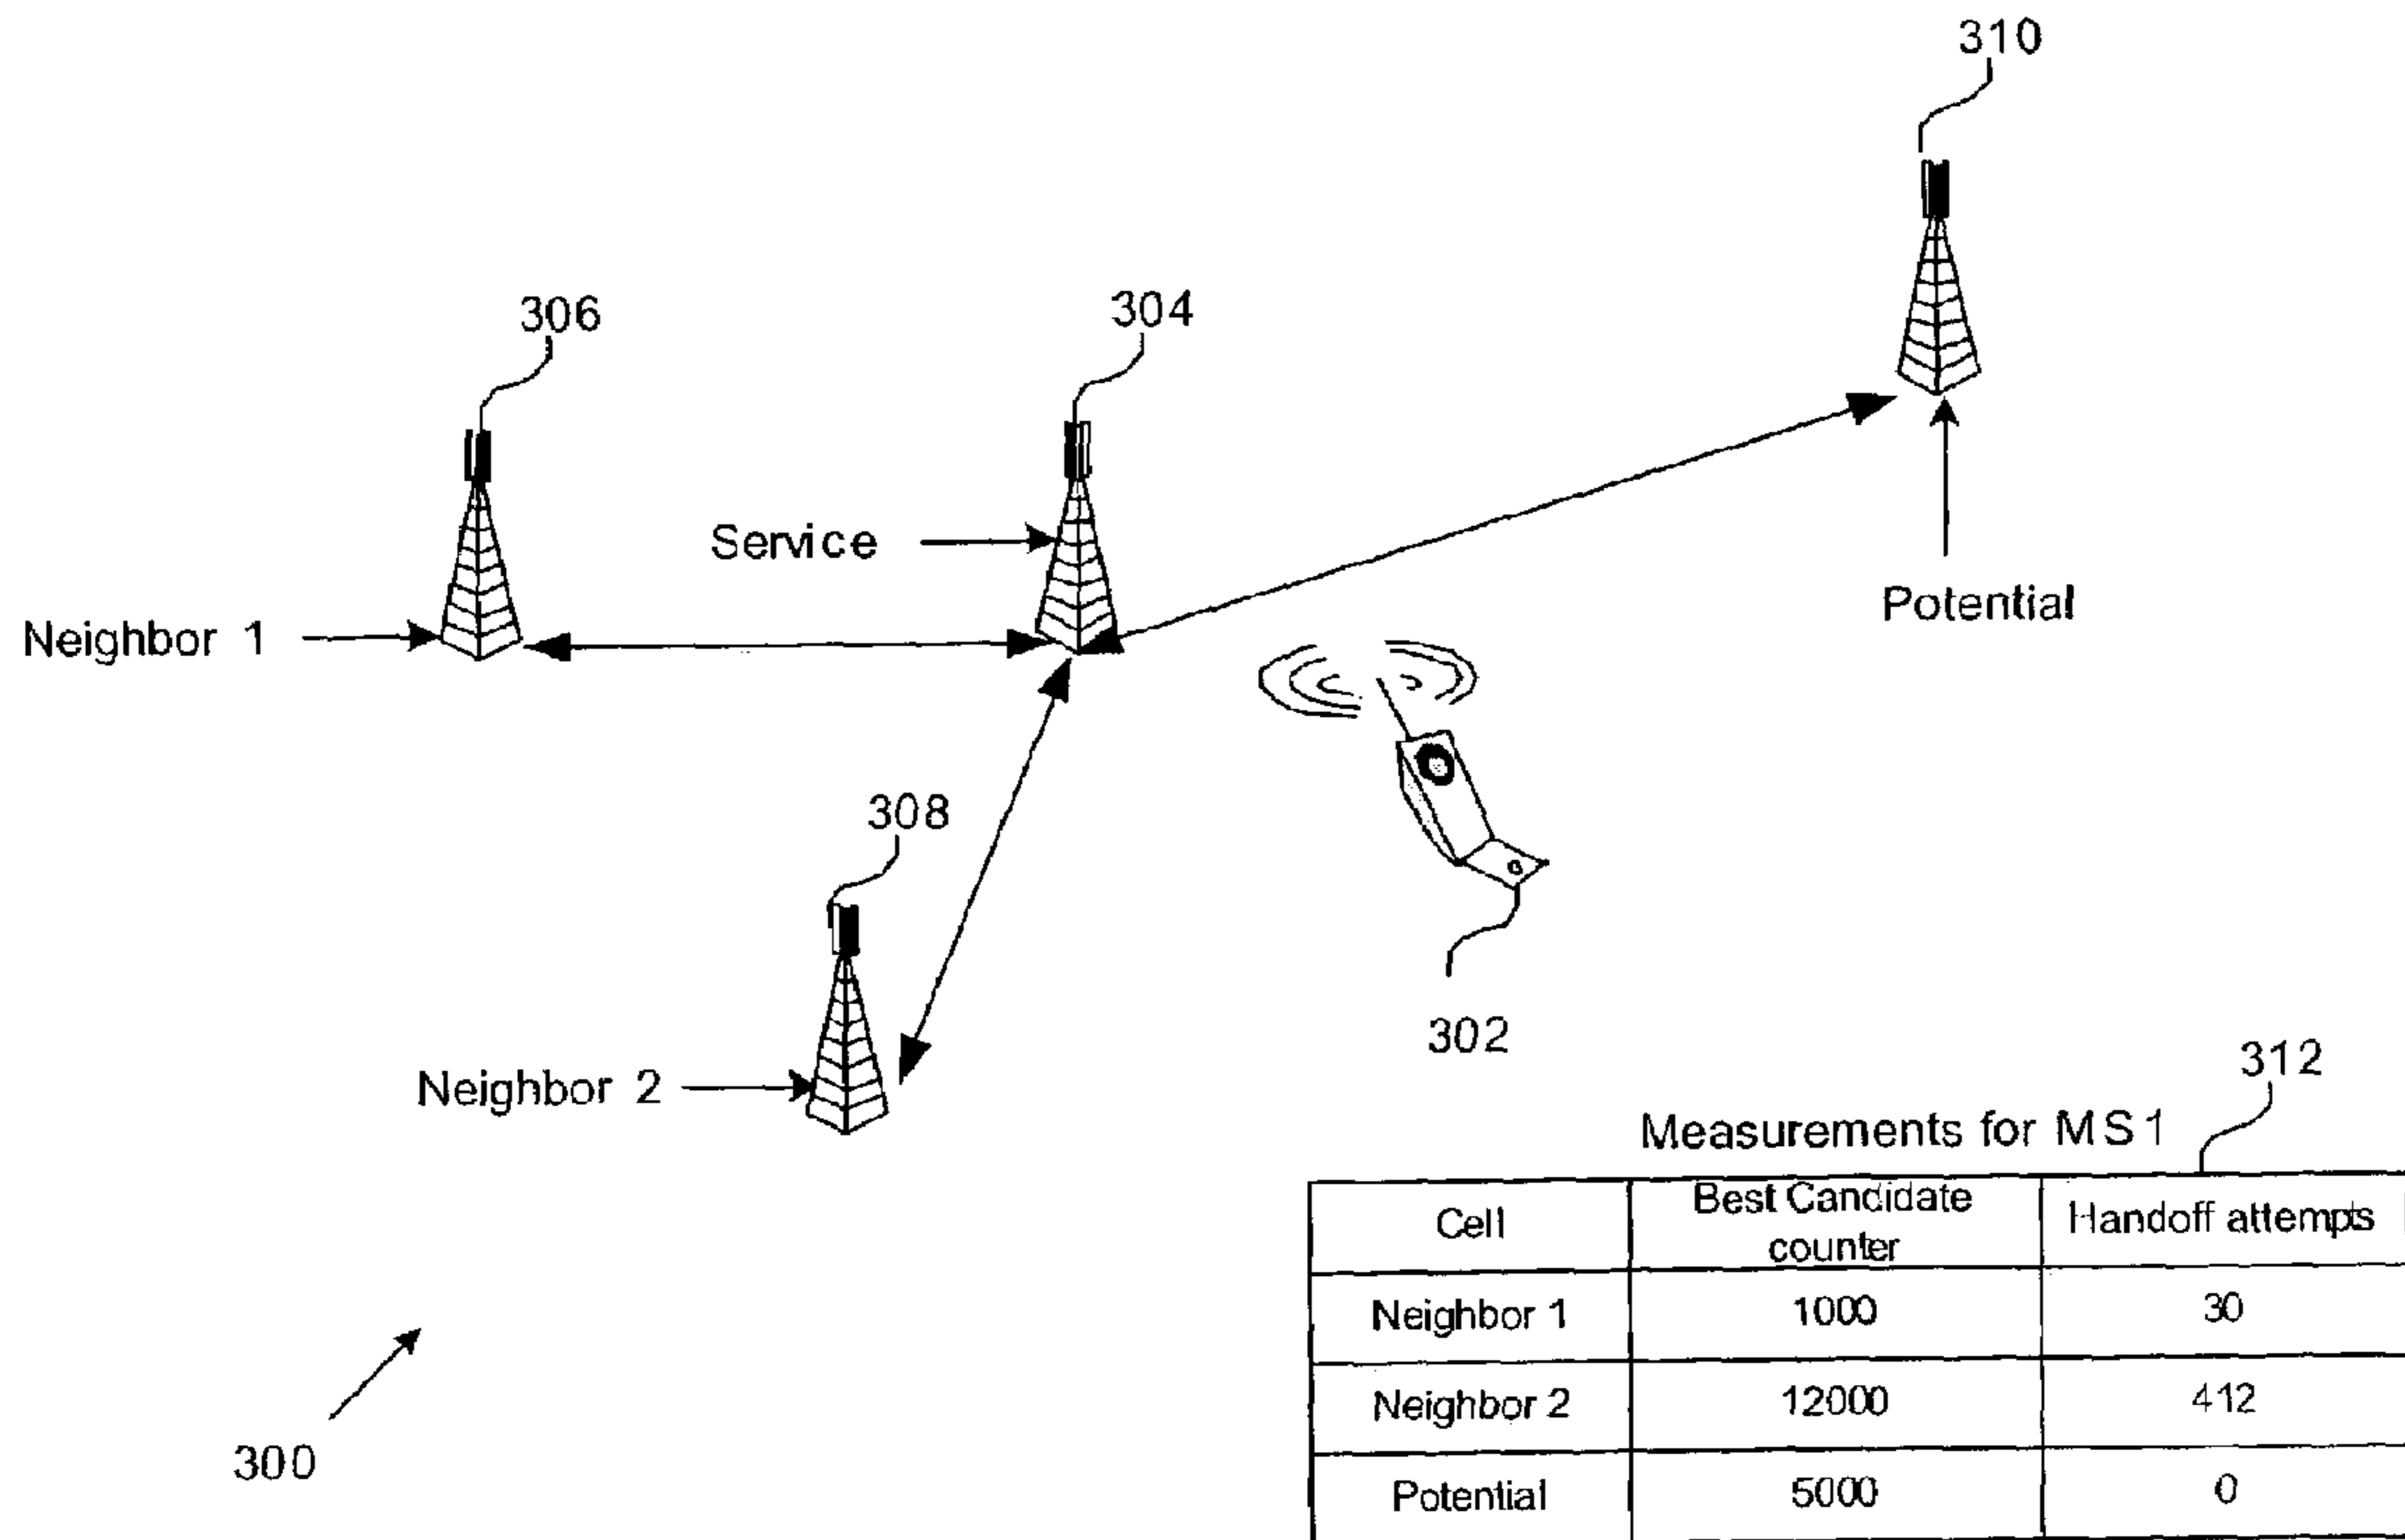 310
306
304
Service
Potential
Neighbor 1
308
302
Neighbor 2
312
Measurements for MS1
Cell
Best Candidate
counter
Handoff attempts
Neighbor 1
1000
30
Neighbor 2
12000
412
Potential
5000
0
300